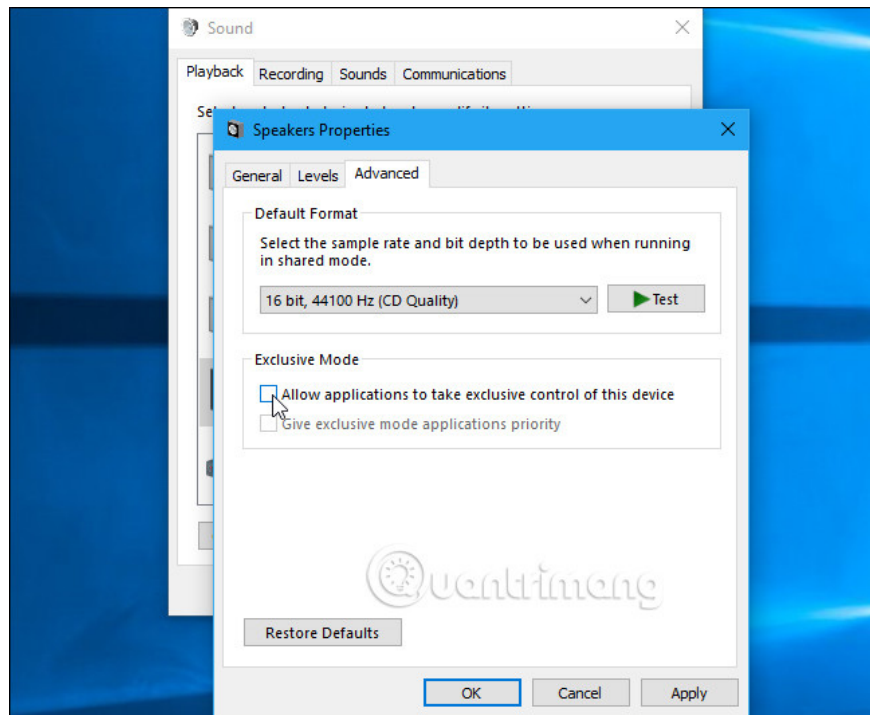 Sound
Playback Recording Sounds Communications
Speakers Properties
General Levels Advanced
Default Format
Select the sample rate and bit depth to be used when running
in shared mode.
16 bit, 44100 Hz (CD Quality)
Test
Exclusive Mode
Allow applications to take exclusive control of this device
Give exclusive mode applications priority
Quantrimang
Restore Defaults
OK Cancel Apply